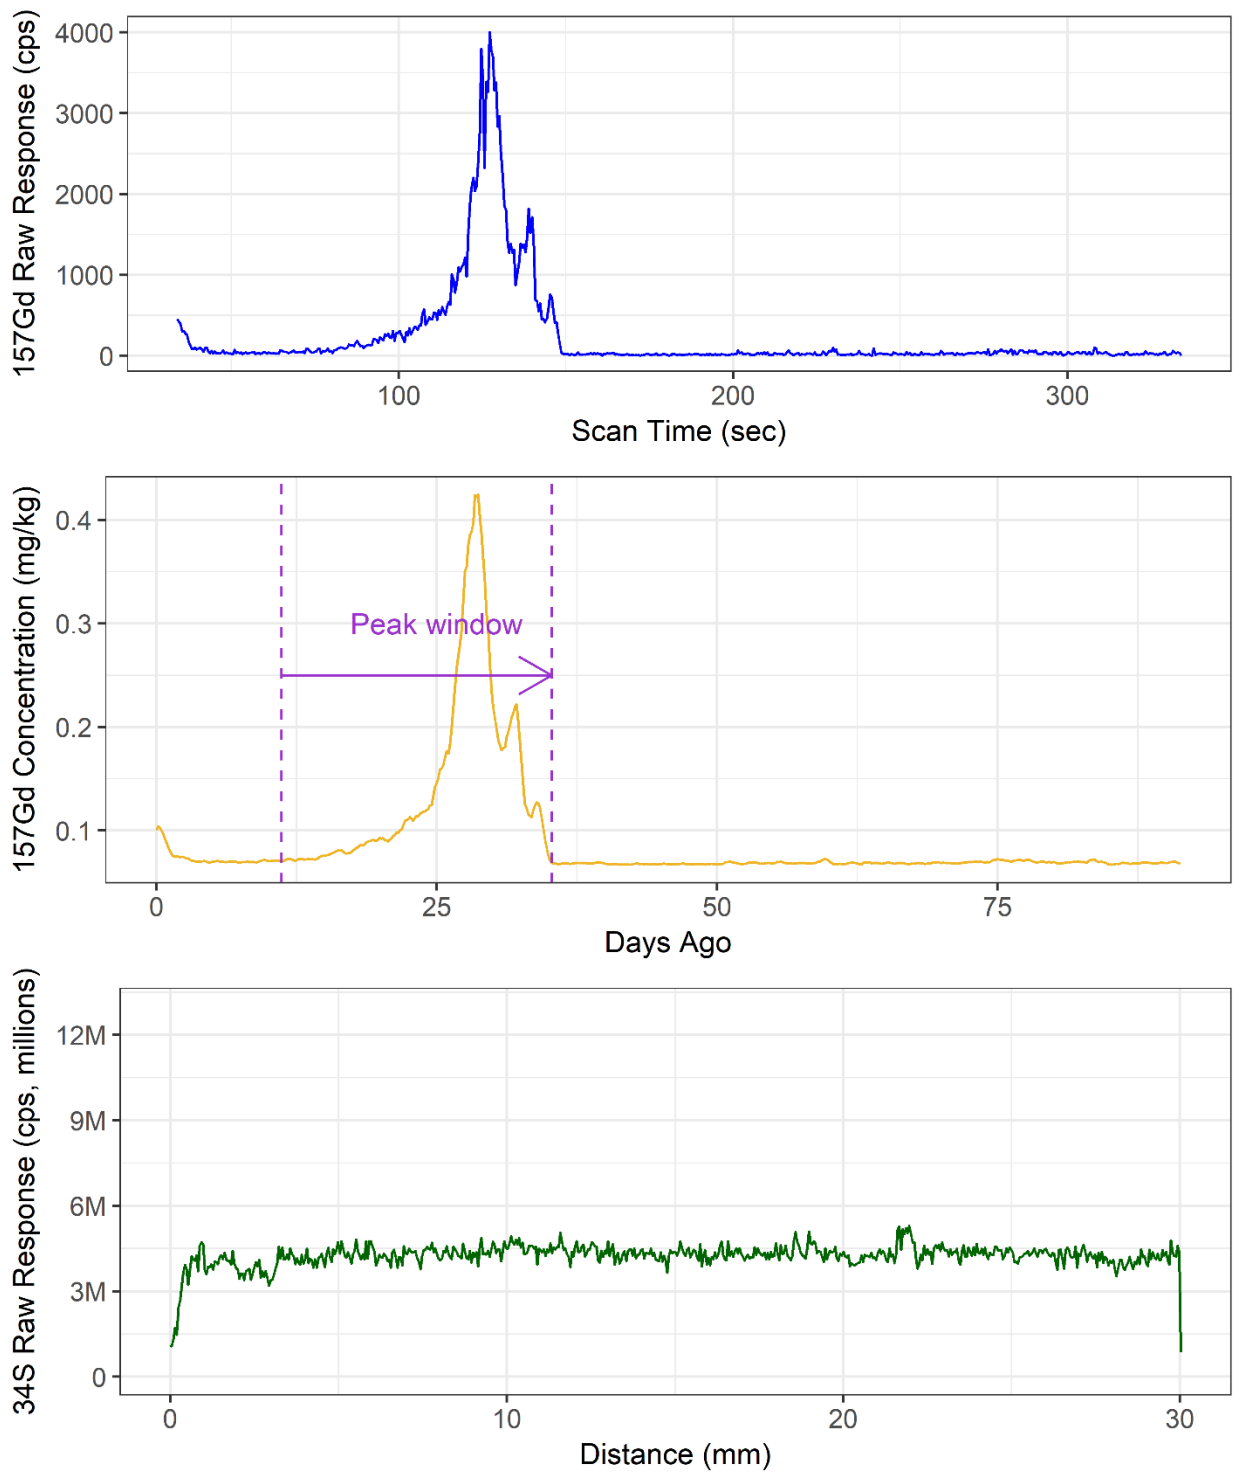 157Gd Raw Response (cps)
4000
3000
2000
1000
0
100 200 300
Scan Time (sec)
157Gd Concentration (mg/kg)
0.4
0.3
0.2
0.1
Peak window
0 25 50 75
Days Ago
34S Raw Response (cps, millions)
12M
9M
6M
3M
0
0 10 20 30
Distance (mm)